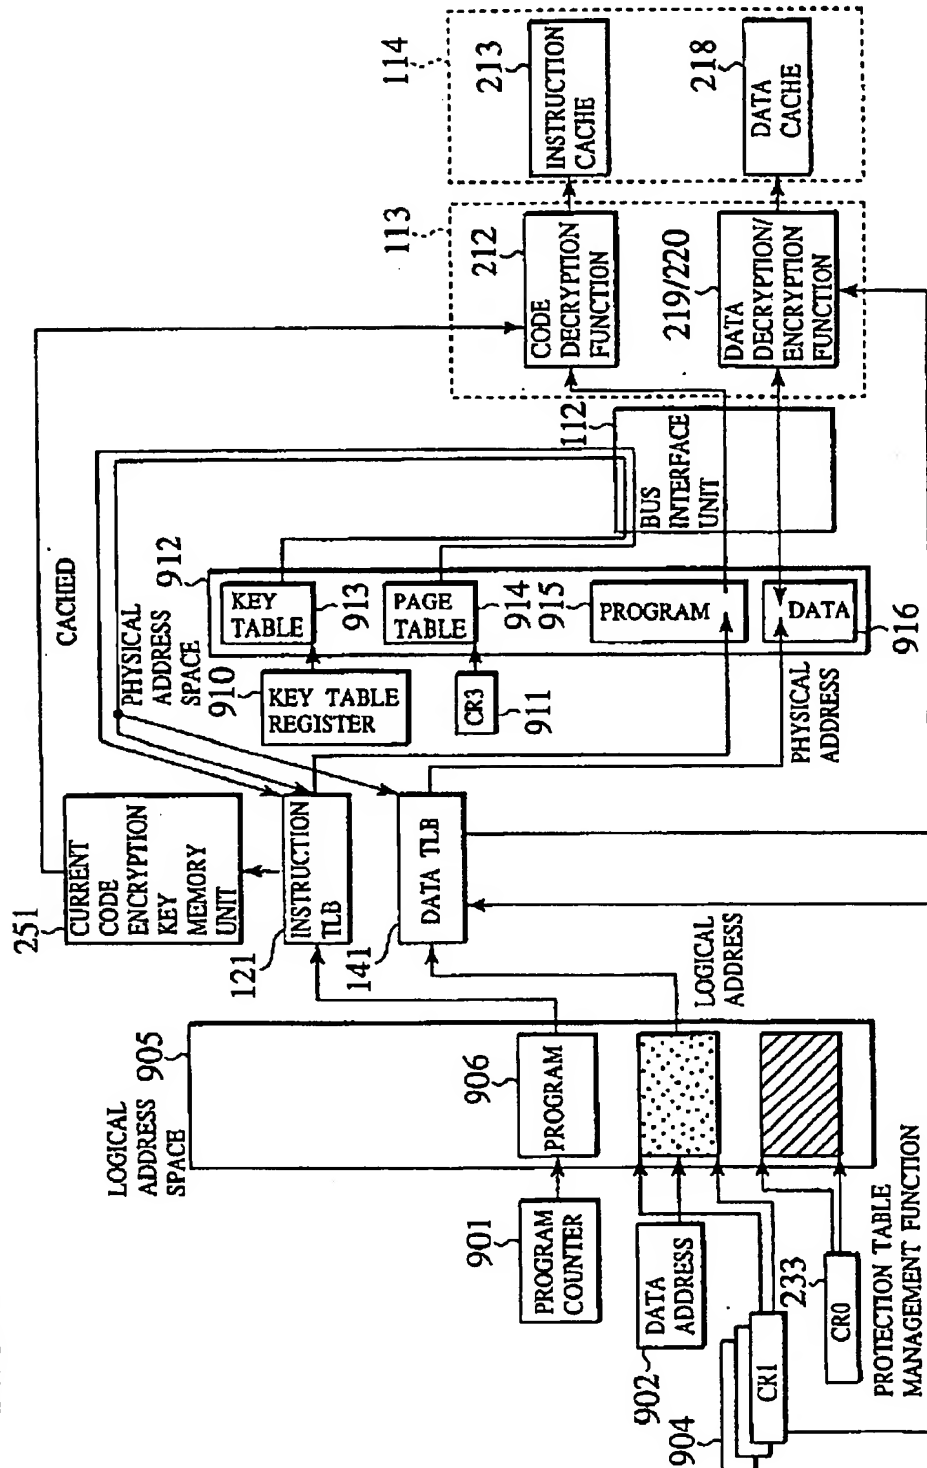 LOGICAL
ADDRESS
SPACE
905
901
PROGRAM
COUNTER
906
PROGRAM
902
DATA
ADDRESS
904
CR1
233
CR0
PROTECTION TABLE
MANAGEMENT FUNCTION
LOGICAL
ADDRESS
251
CURRENT
CODE
ENCRYPTION
KEY
MEMORY
UNIT
121
INSTRUCTION
TLB
141
DATA TLB
CACHED
PHYSICAL
ADDRESS
SPACE
912
910
KEY TABLE
REGISTER
KEY
TABLE
913
CR3
911
PAGE
TABLE
914
915
PROGRAM
DATA
916
PHYSICAL
ADDRESS
112
BUS
INTERFACE
UNIT
113
212
CODE
DECRYPTION
FUNCTION
219/220
DATA
DECRYPTION/
ENCRYPTION
FUNCTION
114
213
INSTRUCTION
CACHE
218
DATA
CACHE